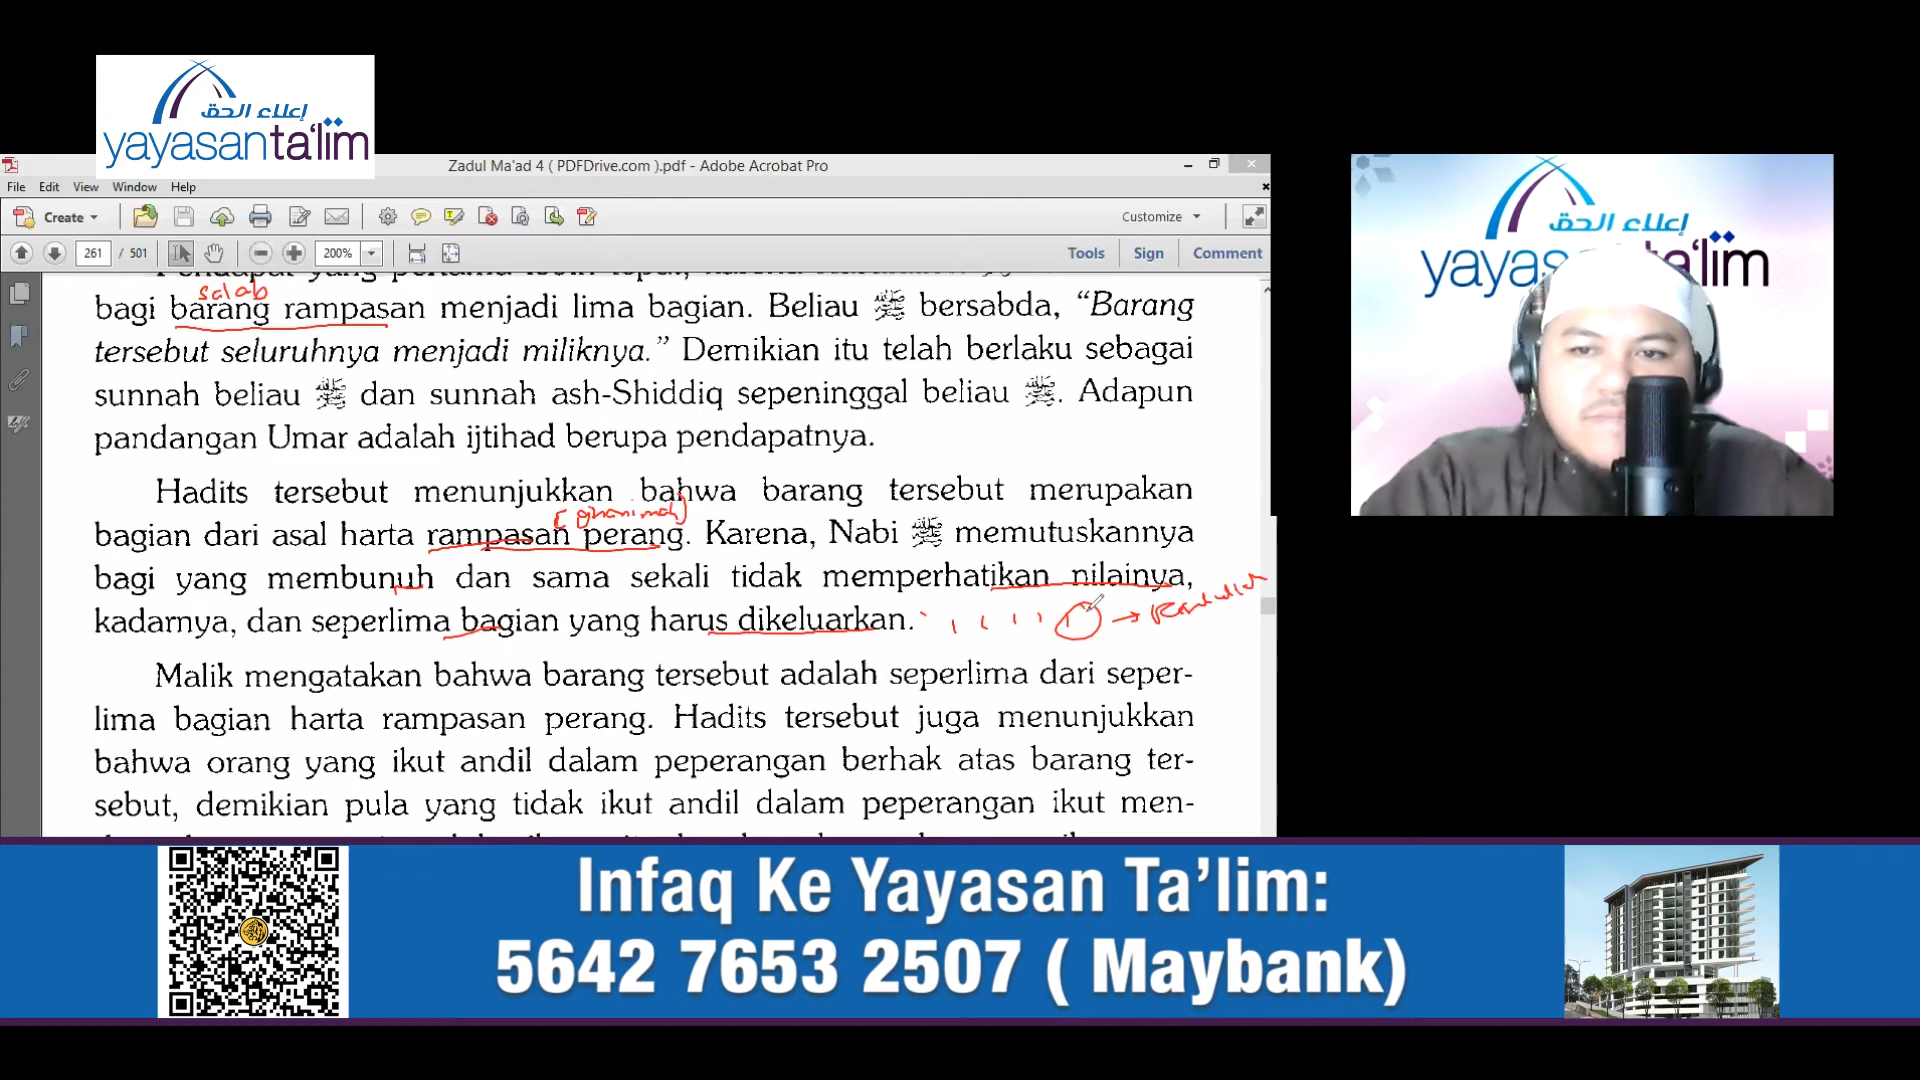 إعلاء الحق
yayasanta'lim
Zadul Ma'ad 4 ( PDFDrive.com ).pdf - Adobe Acrobat Pro
File Edit View Window Help
Create
Customize
261 / 501
200%
Tools Sign Comment
salab
bagi barang rampasan menjadi lima bagian. Beliau ﷺ bersabda, “Barang
tersebut seluruhnya menjadi miliknya.” Demikian itu telah berlaku sebagai
sunnah beliau ﷺ dan sunnah ash-Shiddiq sepeninggal beliau ﷺ. Adapun
pandangan Umar adalah ijtihad berupa pendapatnya.
Hadits tersebut menunjukkan bahwa barang tersebut merupakan
(ghanimah)
bagian dari asal harta rampasan perang. Karena, Nabi ﷺ memutuskannya
bagi yang membunuh dan sama sekali tidak memperhatikan nilainya,
kadarnya, dan seperlima bagian yang harus dikeluarkan.
Malik mengatakan bahwa barang tersebut adalah seperlima dari seper-
lima bagian harta rampasan perang. Hadits tersebut juga menunjukkan
bahwa orang yang ikut andil dalam peperangan berhak atas barang ter-
sebut, demikian pula yang tidak ikut andil dalam peperangan ikut men-
إعلاء الحق
yayasanta'lim
Infaq Ke Yayasan Ta’lim:
5642 7653 2507 ( Maybank)